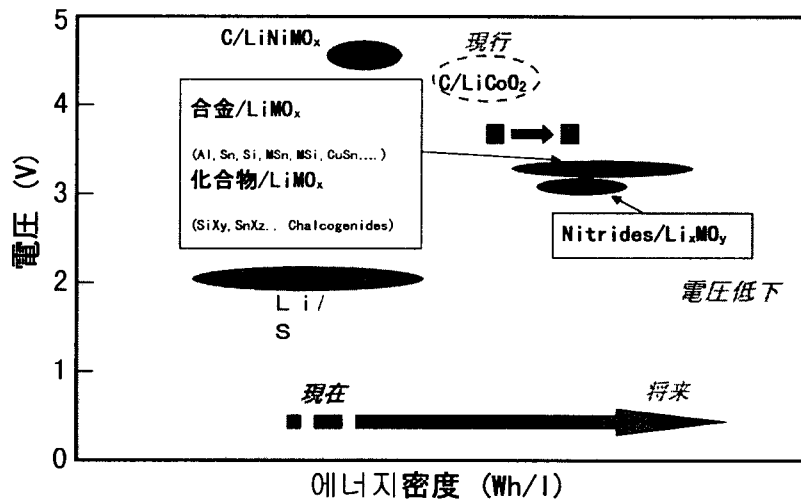 5
4
3
2
1
0
電圧 (V)
C/LiNiMOₓ
現行
C/LiCoO₂
合金/LiMOₓ
(Al,Sn,Si,MSn,MSi,CuSn....)
化合物/LiMOₓ
(SiXy,SnXz.. Chalcogenides)
Nitrides/LiₓMOᵧ
電圧低下
Li/
S
現在
将来
에너지密度 (Wh/l)